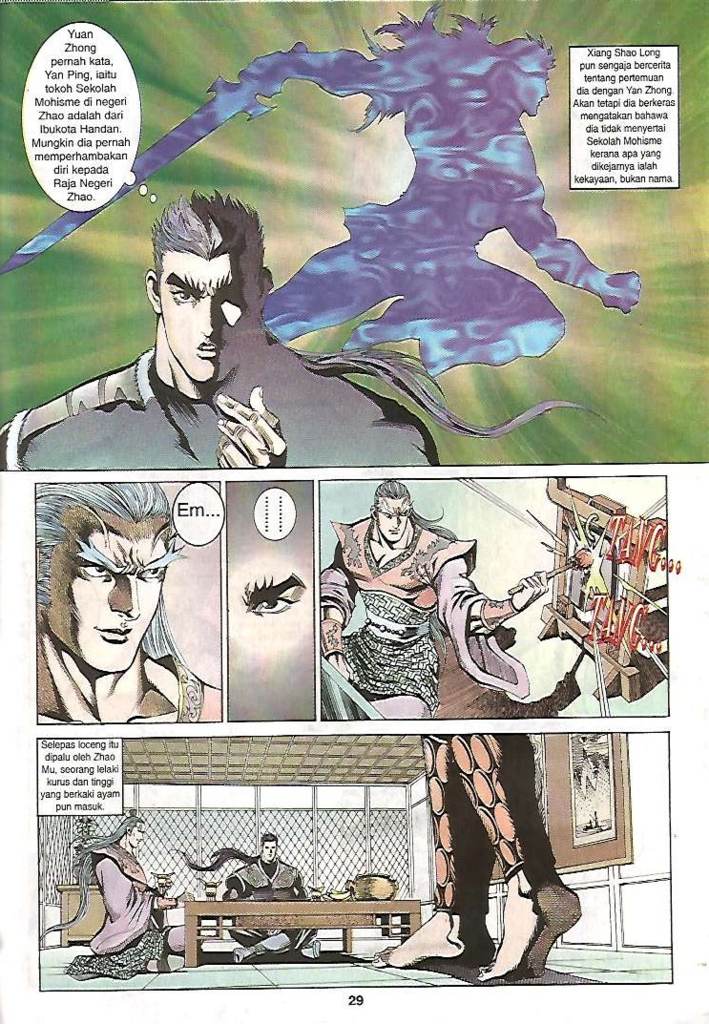 Yuan
Zhong
pernah kata,
Yan Ping, iaitu
tokoh Sekolah
Mohisme di negeri
Zhao adalah dari
Ibukota Handan.
Mungkin dia pernah
memperhambakan
diri kepada
Raja Negeri
Zhao.
Xiang Shao Long
pun sengaja bercerita
tentang pertemuan
dia dengan Yan Zhong.
Akan tetapi dia berkeras
mengatakan bahawa
dia tidak menyertai
Sekolah Mohisme
kerana apa yang
dikejarnya ialah
kekayaan, bukan nama.
Em...
......
TANG...
TANG...
Selepas loceng itu
dipalu oleh Zhao
Mu, seorang lelaki
kurus dan tinggi
yang berkaki ayam
pun masuk.
29